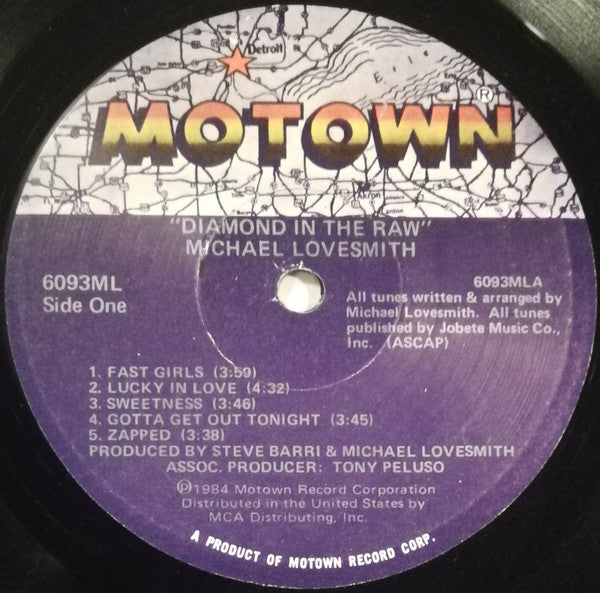 Detroit
Erie
MOTOWN®
Akron
Canton
"DIAMOND IN THE RAW"
MICHAEL LOVESMITH
6093ML
Side One
6093MLA
All tunes written & arranged by
Michael Lovesmith. All tunes
published by Jobete Music Co.,
Inc. (ASCAP)
1. FAST GIRLS (3:59)
2. LUCKY IN LOVE (4:32)
3. SWEETNESS (3:46)
4. GOTTA GET OUT TONIGHT (3:45)
5. ZAPPED (3:38)
PRODUCED BY STEVE BARRI & MICHAEL LOVESMITH
ASSOC. PRODUCER: TONY PELUSO
℗1984 Motown Record Corporation
Distributed in the United States by
MCA Distributing, Inc.
A PRODUCT OF MOTOWN RECORD CORP.